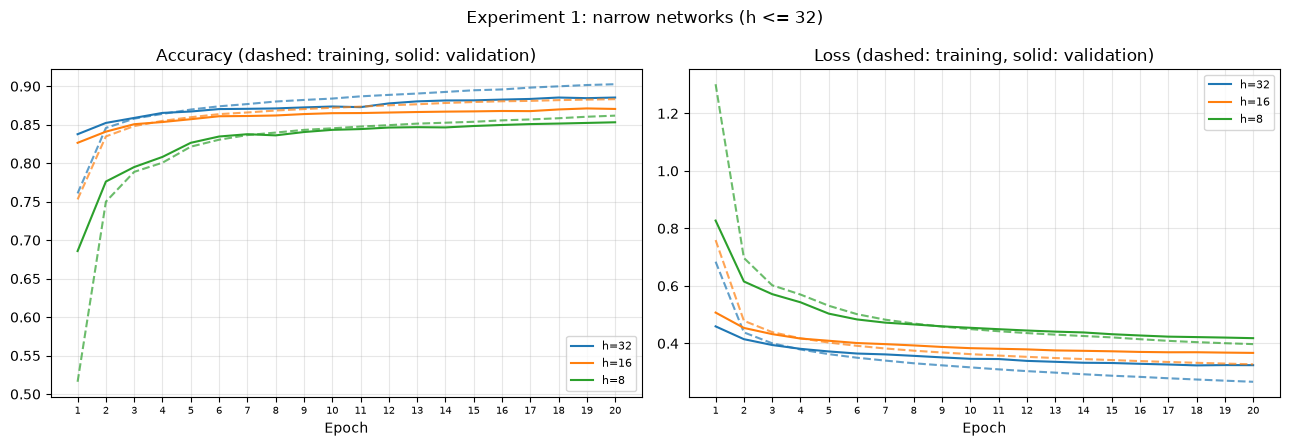 Experiment 1: narrow networks (h <= 32)
Accuracy (dashed: training, solid: validation)
0.90
0.85
0.80
0.75
0.70
0.65
0.60
0.55
0.50
h=32
h=16
h=8
1 2 3 4 5 6 7 8 9 10 11 12 13 14 15 16 17 18 19 20
Epoch
Loss (dashed: training, solid: validation)
1.2
1.0
0.8
0.6
0.4
h=32
h=16
h=8
1 2 3 4 5 6 7 8 9 10 11 12 13 14 15 16 17 18 19 20
Epoch